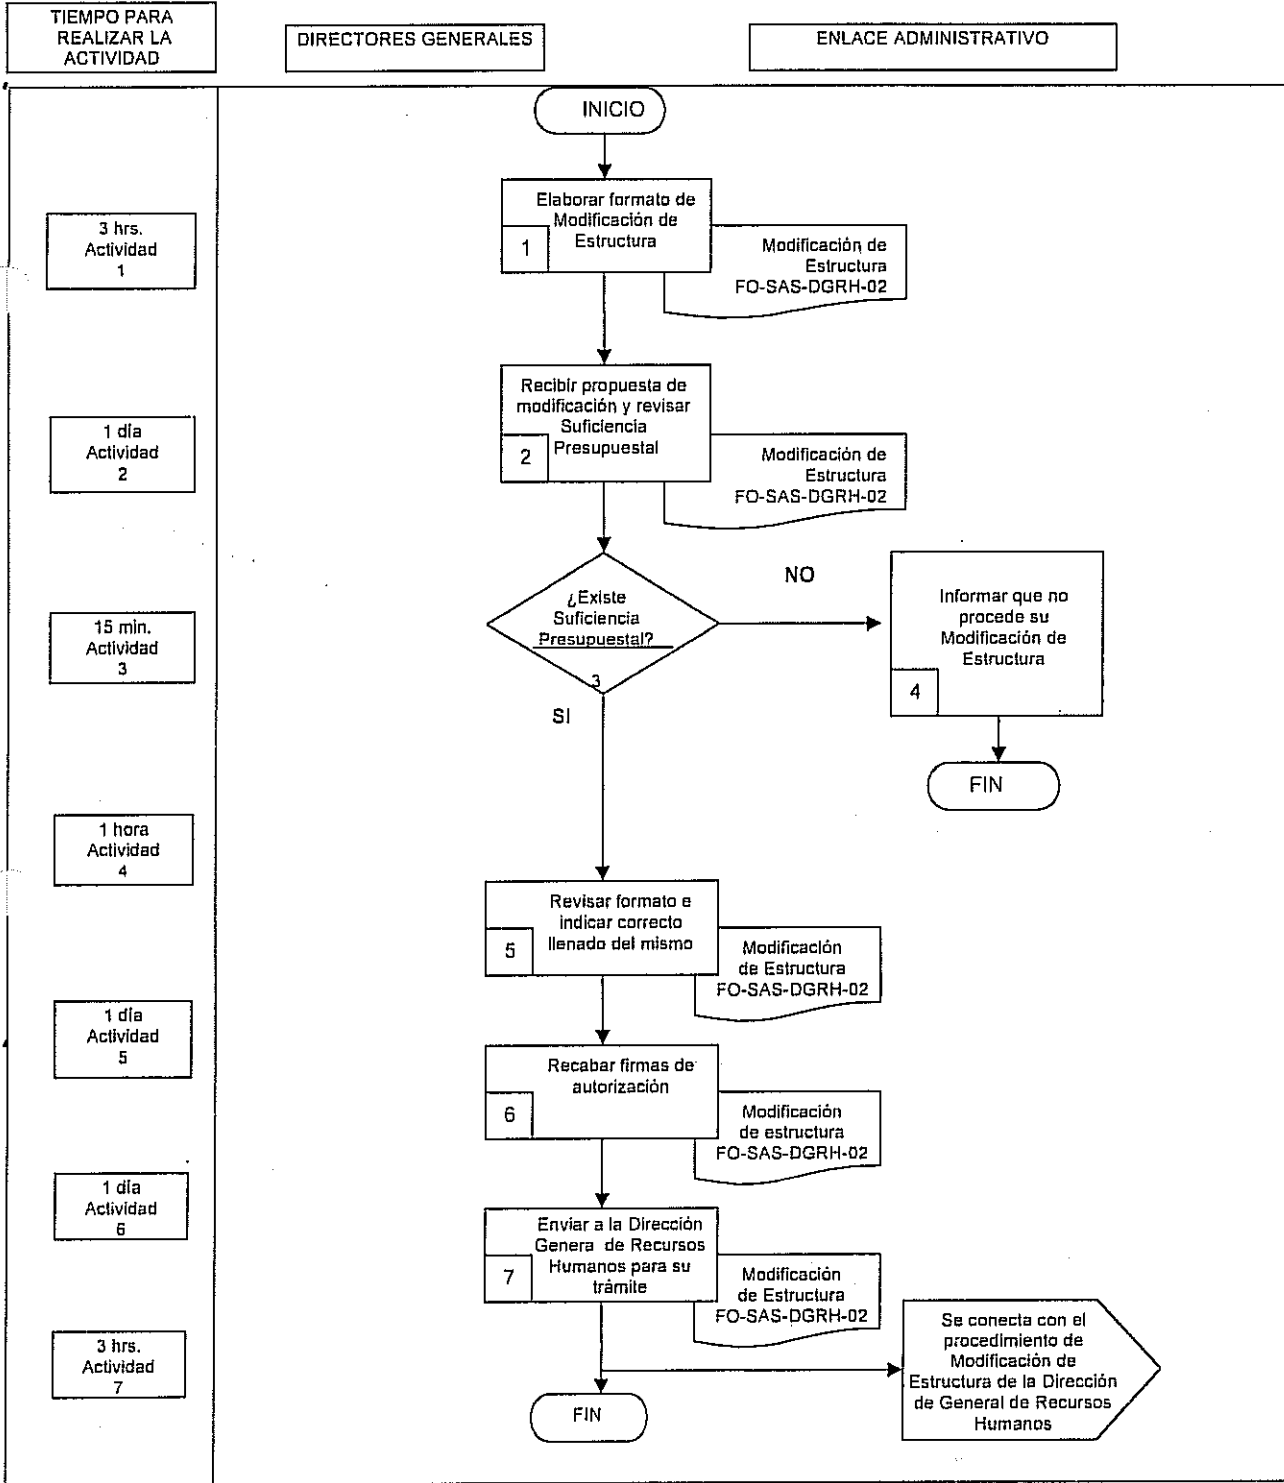 TIEMPO PARA
REALIZAR LA
ACTIVIDAD
DIRECTORES GENERALES
ENLACE ADMINISTRATIVO
INICIO
3 hrs.
Actividad
1
Elaborar formato de
Modificación de
Estructura
1
Modificación de
Estructura
FO-SAS-DGRH-02
1 día
Actividad
2
Recibir propuesta de
modificación y revisar
Suficiencia
Presupuestal
2
Modificación de
Estructura
FO-SAS-DGRH-02
15 min.
Actividad
3
¿Existe
Suficiencia
Presupuestal?
3
NO
SI
Informar que no
procede su
Modificación de
Estructura
4
FIN
1 hora
Actividad
4
Revisar formato e
indicar correcto
llenado del mismo
5
Modificación
de Estructura
FO-SAS-DGRH-02
1 día
Actividad
5
Recabar firmas de
autorización
6
Modificación
de estructura
FO-SAS-DGRH-02
1 día
Actividad
6
Enviar a la Dirección
Genera de Recursos
Humanos para su
trámite
7
Modificación
de Estructura
FO-SAS-DGRH-02
3 hrs.
Actividad
7
Se conecta con el
procedimiento de
Modificación de
Estructura de la Dirección
de General de Recursos
Humanos
FIN